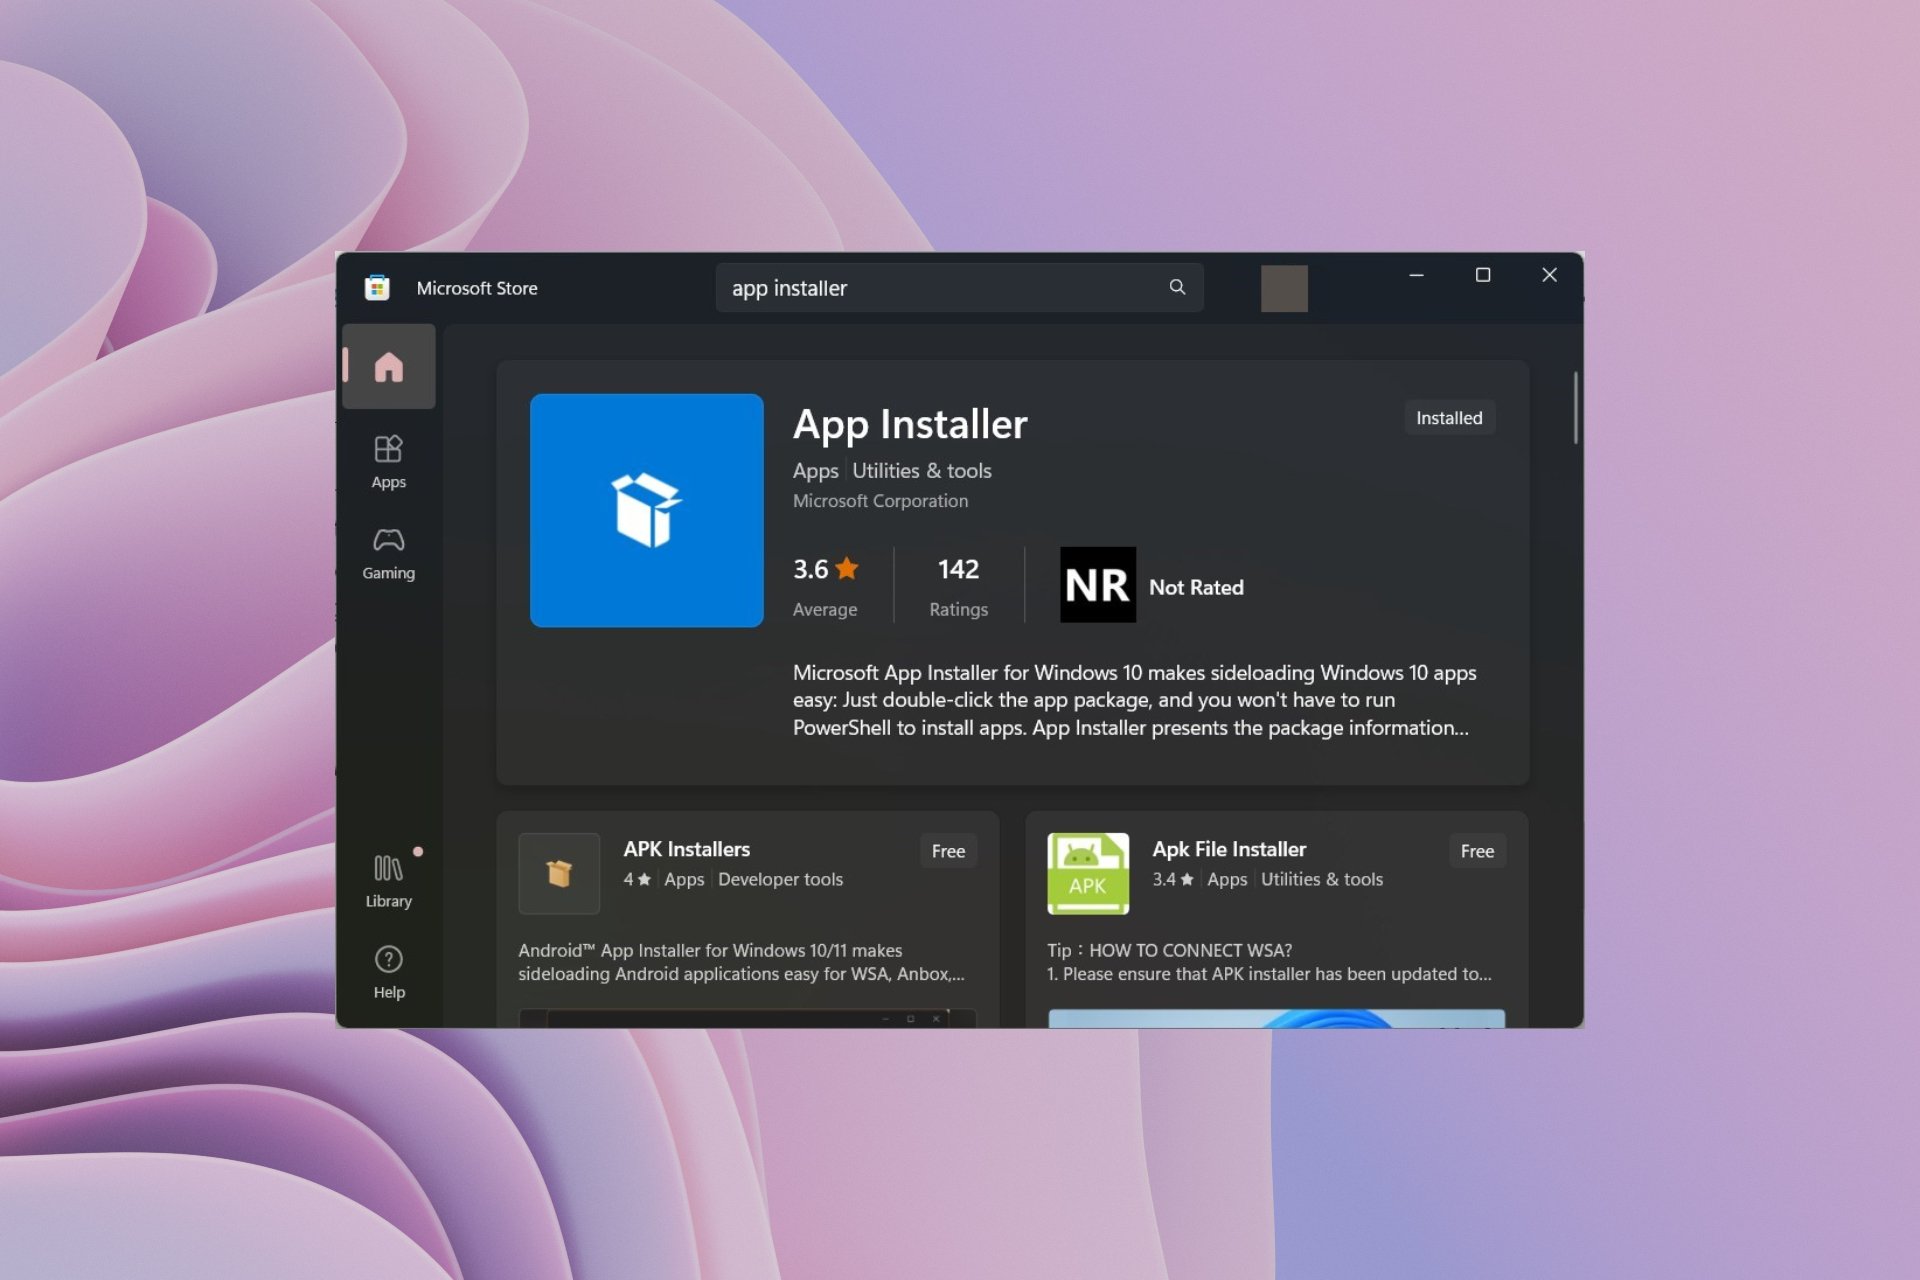 Microsoft Store
app installer
App Installer
Installed
Apps Utilities & tools
Microsoft Corporation
3.6
Average
142
Ratings
NR
Not Rated
Microsoft App Installer for Windows 10 makes sideloading Windows 10 apps
easy: Just double-click the app package, and you won't have to run
PowerShell to install apps. App Installer presents the package information...
Apps
Gaming
Library
Help
APK Installers
Free
4 ★ Apps Developer tools
Android™ App Installer for Windows 10/11 makes
sideloading Android applications easy for WSA, Anbox,...
APK
Apk File Installer
Free
3.4 ★ Apps Utilities & tools
Tip：HOW TO CONNECT WSA?
1. Please ensure that APK installer has been updated to...